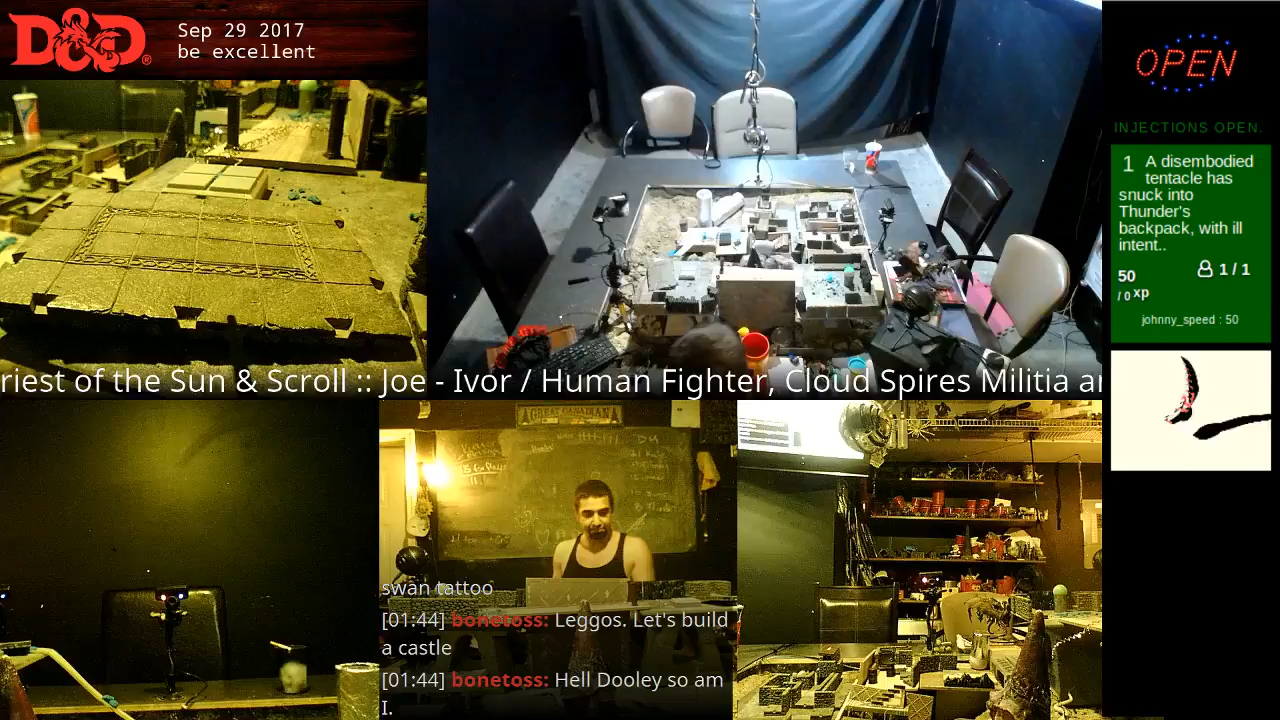 D&D®
Sep 29 2017
be excellent
OPEN
INJECTIONS OPEN.
1 A disembodied
tentacle has
snuck into
Thunder's
backpack, with ill
intent..
50
/ 0 xp
1 / 1
johnny_speed : 50
riest of the Sun & Scroll :: Joe - Ivor / Human Fighter, Cloud Spires Militia ar
GREAT CANADIAN
swan tattoo
[01:44] bonetoss: Leggos. Let's build
a castle
[01:44] bonetoss: Hell Dooley so am
I.